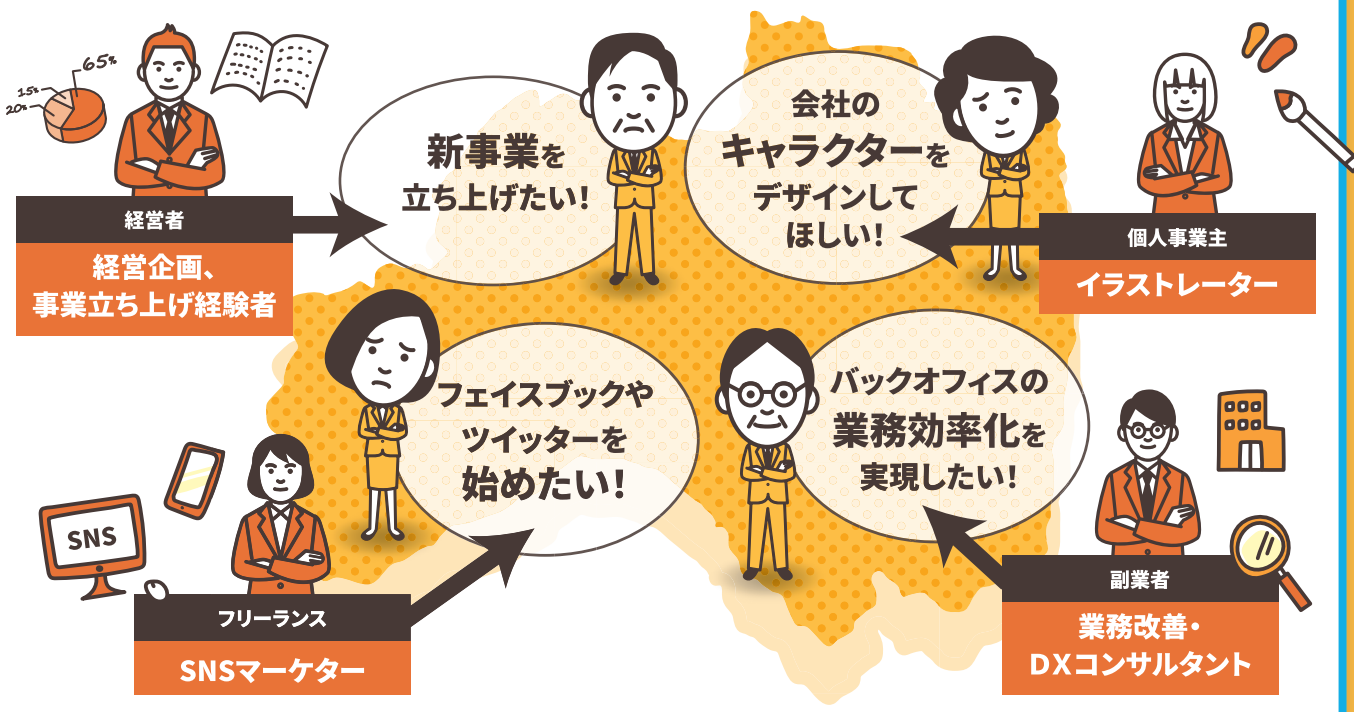 65%
15%
20%
経営者
経営企画、
事業立ち上げ経験者
新事業を
立ち上げたい!
会社の
キャラクターを
デザインして
ほしい!
個人事業主
イラストレーター
SNS
フリーランス
SNSマーケター
フェイスブックや
ツイッターを
始めたい!
バックオフィスの
業務効率化を
実現したい!
副業者
業務改善・
DXコンサルタント